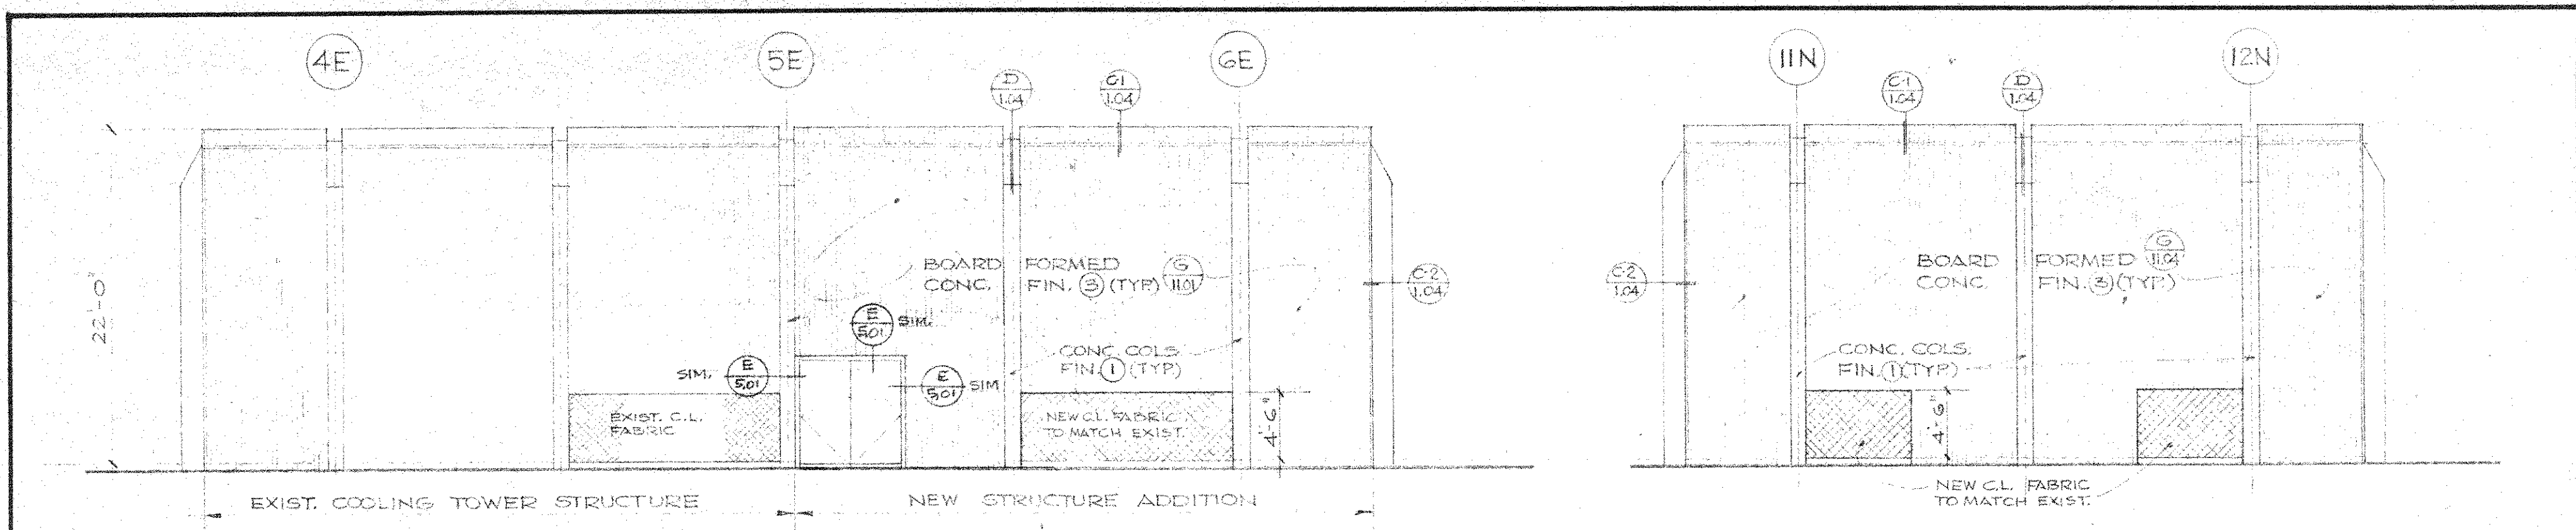 4E
5E
6E
D
1.04
C-1
1.04
22'-0"
BOARD FORMED
CONC. FIN. 3 (TYP.)
G
11.01
C-2
1.04
E
5.01
SIM.
SIM.
E
5.01
E
5.01
SIM
CONC. COLS.
FIN. 1 (TYP)
EXIST. C.L.
FABRIC
NEW C.L. FABRIC
TO MATCH EXIST.
4'-6"
EXIST. COOLING TOWER STRUCTURE
NEW STRUCTURE ADDITION
11N
12N
C-1
1.04
D
1.04
C-2
1.04
BOARD FORMED
CONC. FIN. 3 (TYP.)
G
11.04
CONC. COLS.
FIN. 1 (TYP.)
4'-6"
NEW C.L. FABRIC
TO MATCH EXIST.